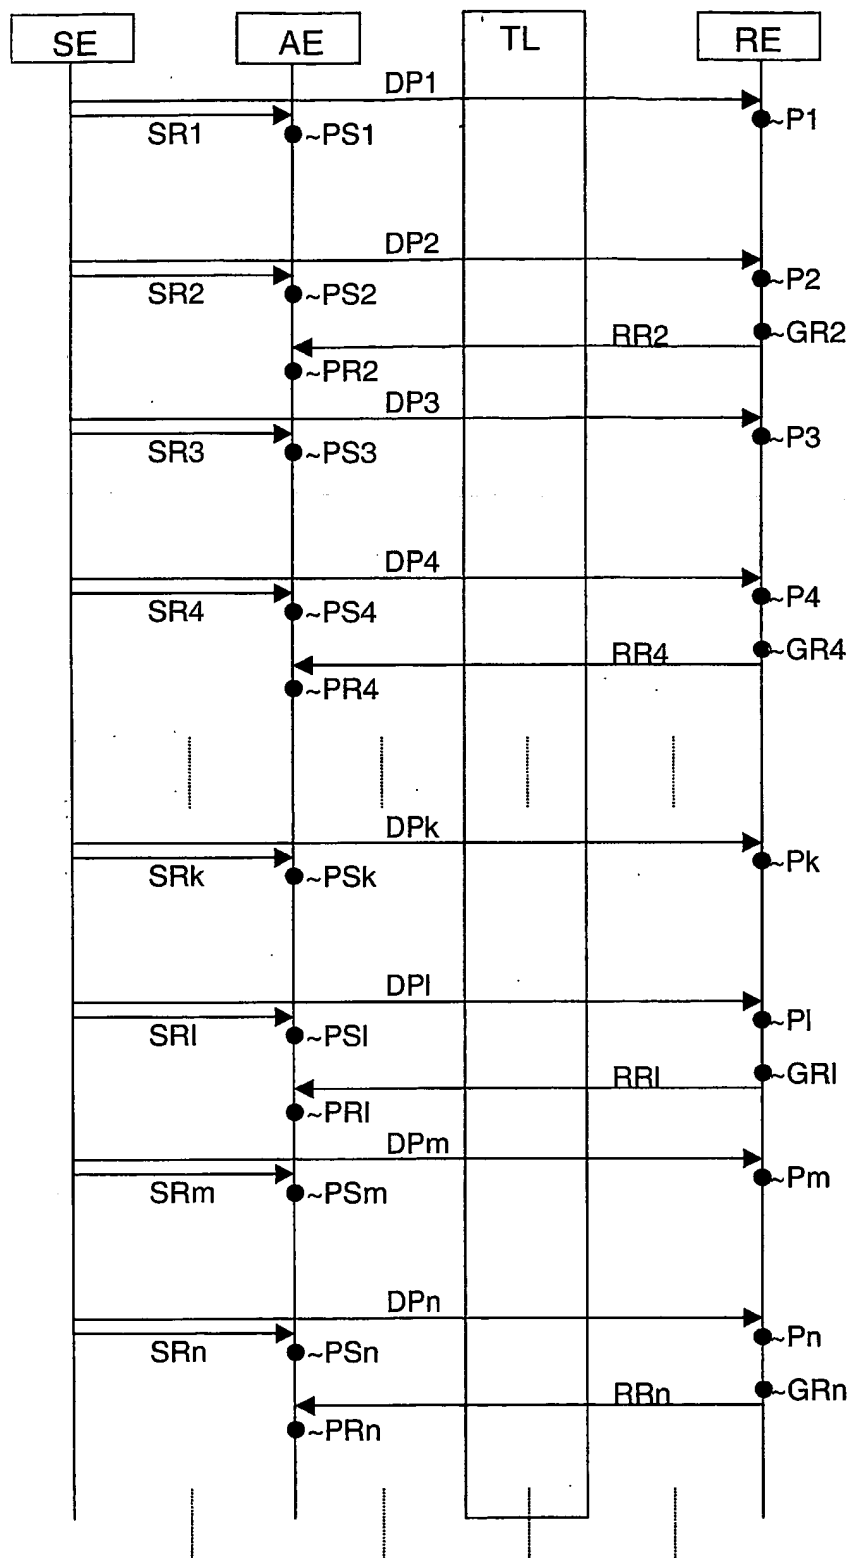 SE AE TL RE
DP1
SR1 ~PS1 ~P1
DP2
SR2 ~PS2 ~P2
RR2 ~GR2
~PR2
DP3
SR3 ~PS3 ~P3
DP4
SR4 ~PS4 ~P4
RR4 ~GR4
~PR4
DPk
SRk ~PSk ~Pk
DPl
SRl ~PSl ~Pl
RRl ~GRl
~PRl
DPm
SRm ~PSm ~Pm
DPn
SRn ~PSn ~Pn
RRn ~GRn
~PRn